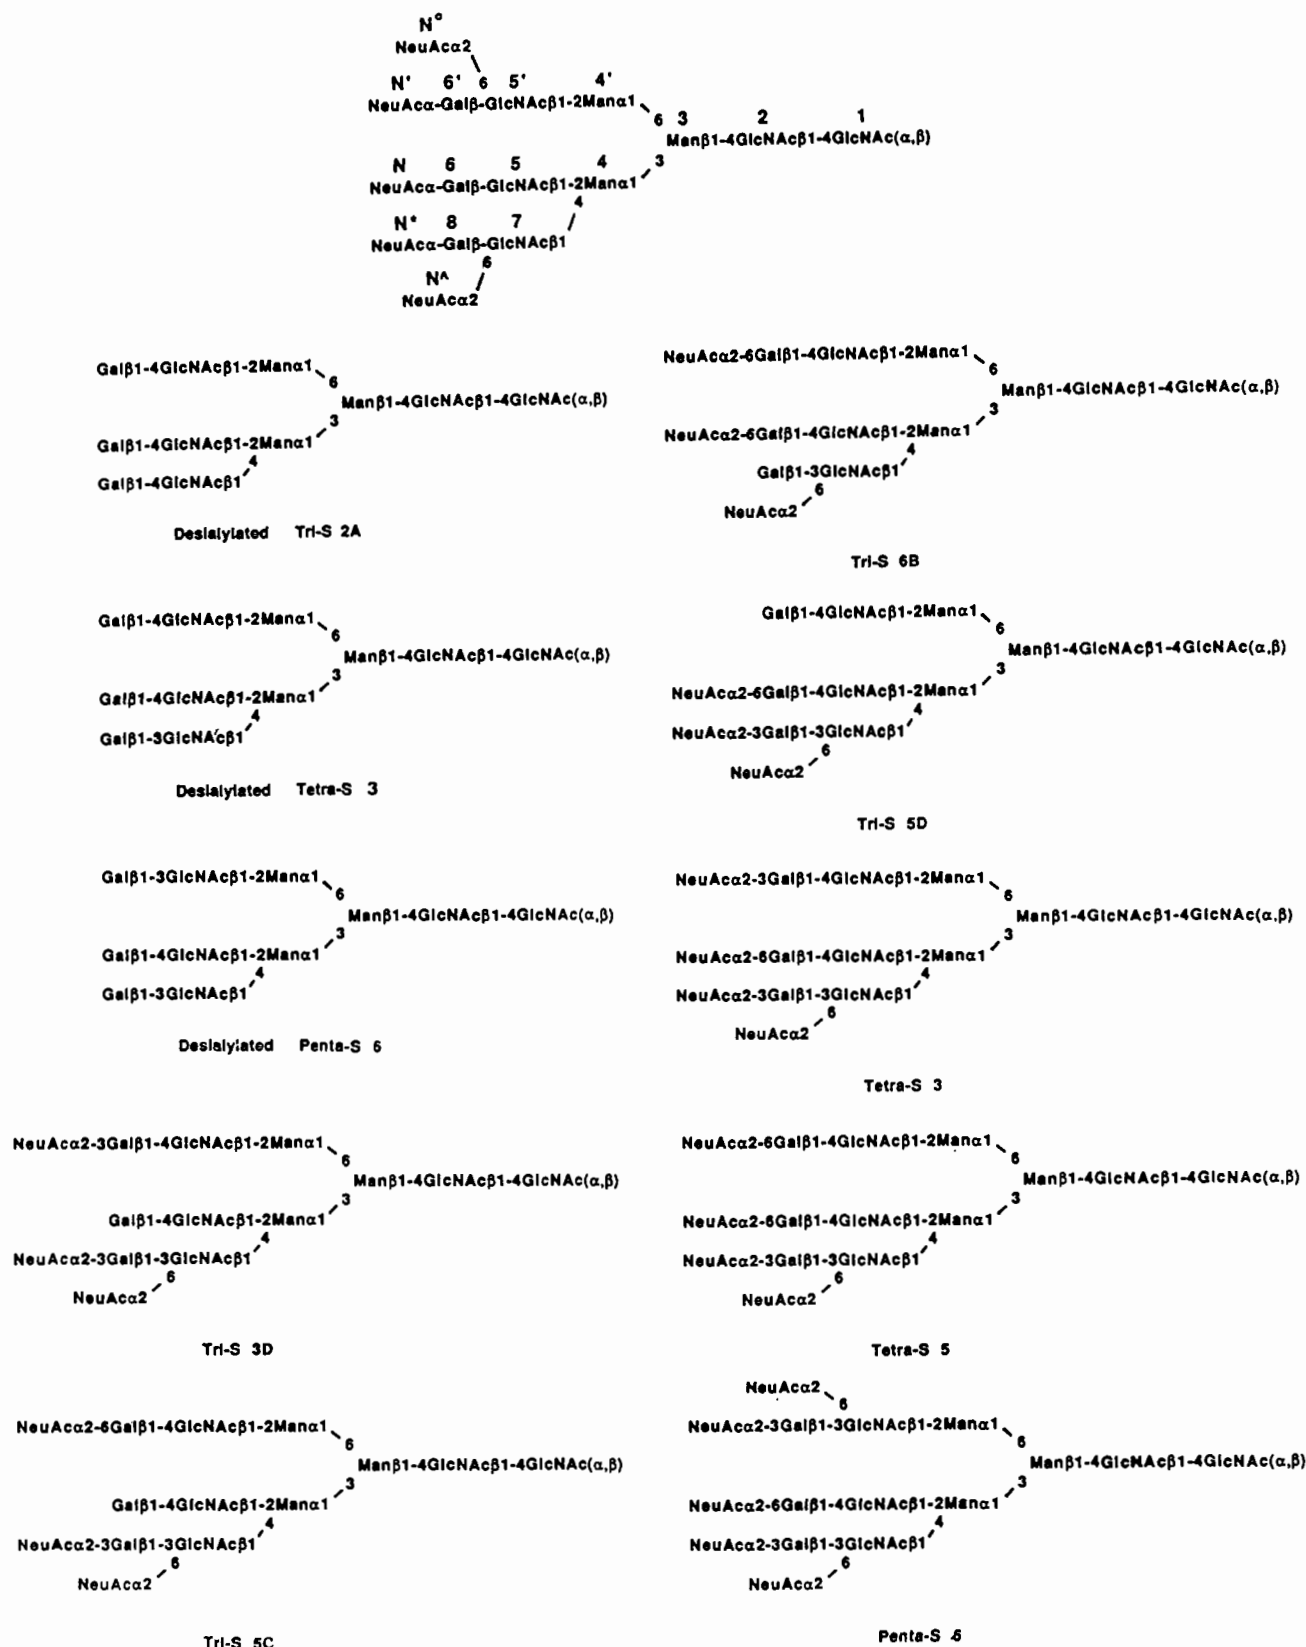 N°
NeuAcα2
N' 6' 6 5' 4'
NeuAcα-Galβ-GlcNAcβ1-2Manα1
6 3 2 1
Manβ1-4GlcNAcβ1-4GlcNAc(α,β)
N 6 5 4 3
NeuAcα-Galβ-GlcNAcβ1-2Manα1
4
N* 8 7
NeuAcα-Galβ-GlcNAcβ1
6
N^
NeuAcα2
Galβ1-4GlcNAcβ1-2Manα1
6
Manβ1-4GlcNAcβ1-4GlcNAc(α,β)
3
Galβ1-4GlcNAcβ1-2Manα1
4
Galβ1-4GlcNAcβ1
Desialylated Tri-S 2A
NeuAcα2-6Galβ1-4GlcNAcβ1-2Manα1
6
Manβ1-4GlcNAcβ1-4GlcNAc(α,β)
3
NeuAcα2-6Galβ1-4GlcNAcβ1-2Manα1
4
Galβ1-3GlcNAcβ1
6
NeuAcα2
Tri-S 6B
Galβ1-4GlcNAcβ1-2Manα1
6
Manβ1-4GlcNAcβ1-4GlcNAc(α,β)
3
Galβ1-4GlcNAcβ1-2Manα1
4
Galβ1-3GlcNAcβ1
Desialylated Tetra-S 3
Galβ1-4GlcNAcβ1-2Manα1
6
Manβ1-4GlcNAcβ1-4GlcNAc(α,β)
3
NeuAcα2-6Galβ1-4GlcNAcβ1-2Manα1
4
NeuAcα2-3Galβ1-3GlcNAcβ1
6
NeuAcα2
Tri-S 5D
Galβ1-3GlcNAcβ1-2Manα1
6
Manβ1-4GlcNAcβ1-4GlcNAc(α,β)
3
Galβ1-4GlcNAcβ1-2Manα1
4
Galβ1-3GlcNAcβ1
Desialylated Penta-S 6
NeuAcα2-3Galβ1-4GlcNAcβ1-2Manα1
6
Manβ1-4GlcNAcβ1-4GlcNAc(α,β)
3
NeuAcα2-6Galβ1-4GlcNAcβ1-2Manα1
4
NeuAcα2-3Galβ1-3GlcNAcβ1
6
NeuAcα2
Tetra-S 3
NeuAcα2-3Galβ1-4GlcNAcβ1-2Manα1
6
Manβ1-4GlcNAcβ1-4GlcNAc(α,β)
3
Galβ1-4GlcNAcβ1-2Manα1
4
NeuAcα2-3Galβ1-3GlcNAcβ1
6
NeuAcα2
Tri-S 3D
NeuAcα2-6Galβ1-4GlcNAcβ1-2Manα1
6
Manβ1-4GlcNAcβ1-4GlcNAc(α,β)
3
NeuAcα2-6Galβ1-4GlcNAcβ1-2Manα1
4
NeuAcα2-3Galβ1-3GlcNAcβ1
6
NeuAcα2
Tetra-S 5
NeuAcα2-6Galβ1-4GlcNAcβ1-2Manα1
6
Manβ1-4GlcNAcβ1-4GlcNAc(α,β)
3
Galβ1-4GlcNAcβ1-2Manα1
4
NeuAcα2-3Galβ1-3GlcNAcβ1
6
NeuAcα2
Tri-S 5C
NeuAcα2
6
NeuAcα2-3Galβ1-3GlcNAcβ1-2Manα1
6
Manβ1-4GlcNAcβ1-4GlcNAc(α,β)
3
NeuAcα2-6Galβ1-4GlcNAcβ1-2Manα1
4
NeuAcα2-3Galβ1-3GlcNAcβ1
6
NeuAcα2
Penta-S 6